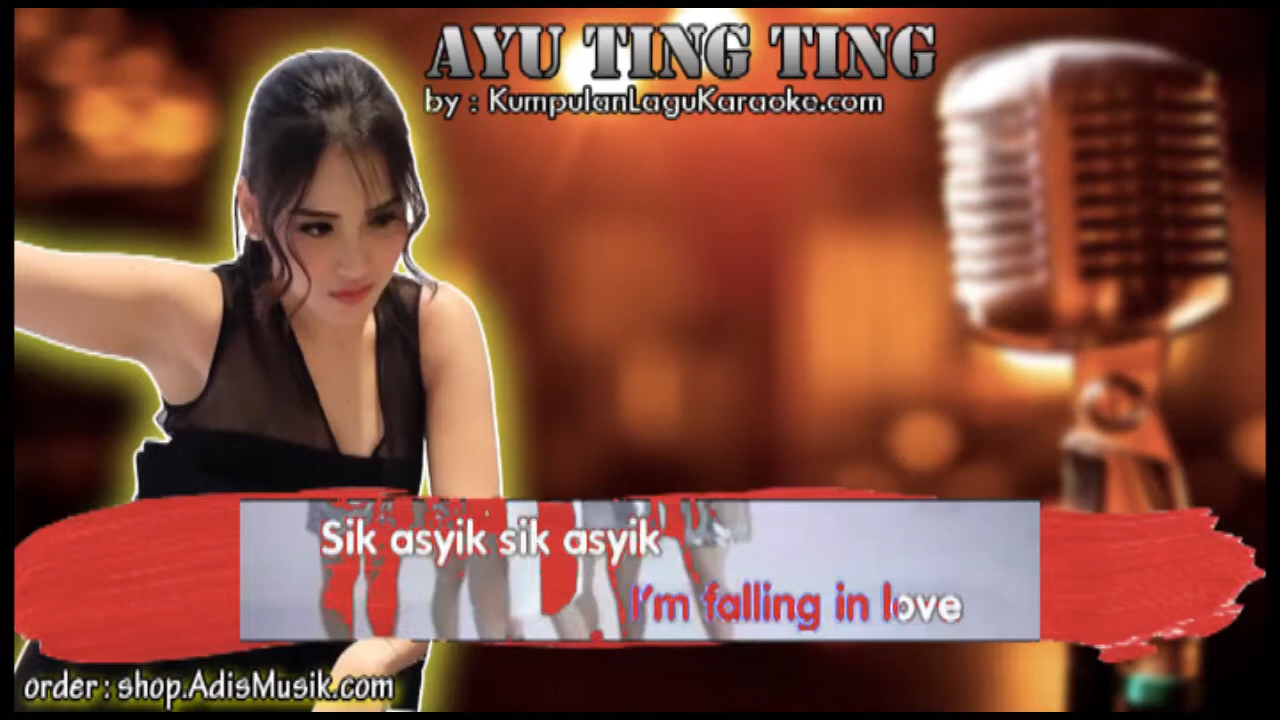 AYU TING TING
by : KumpulanLaguKaraoke.com
Sik asyik sik asyik
I'm falling in love
order : shop.AdisMusik.com